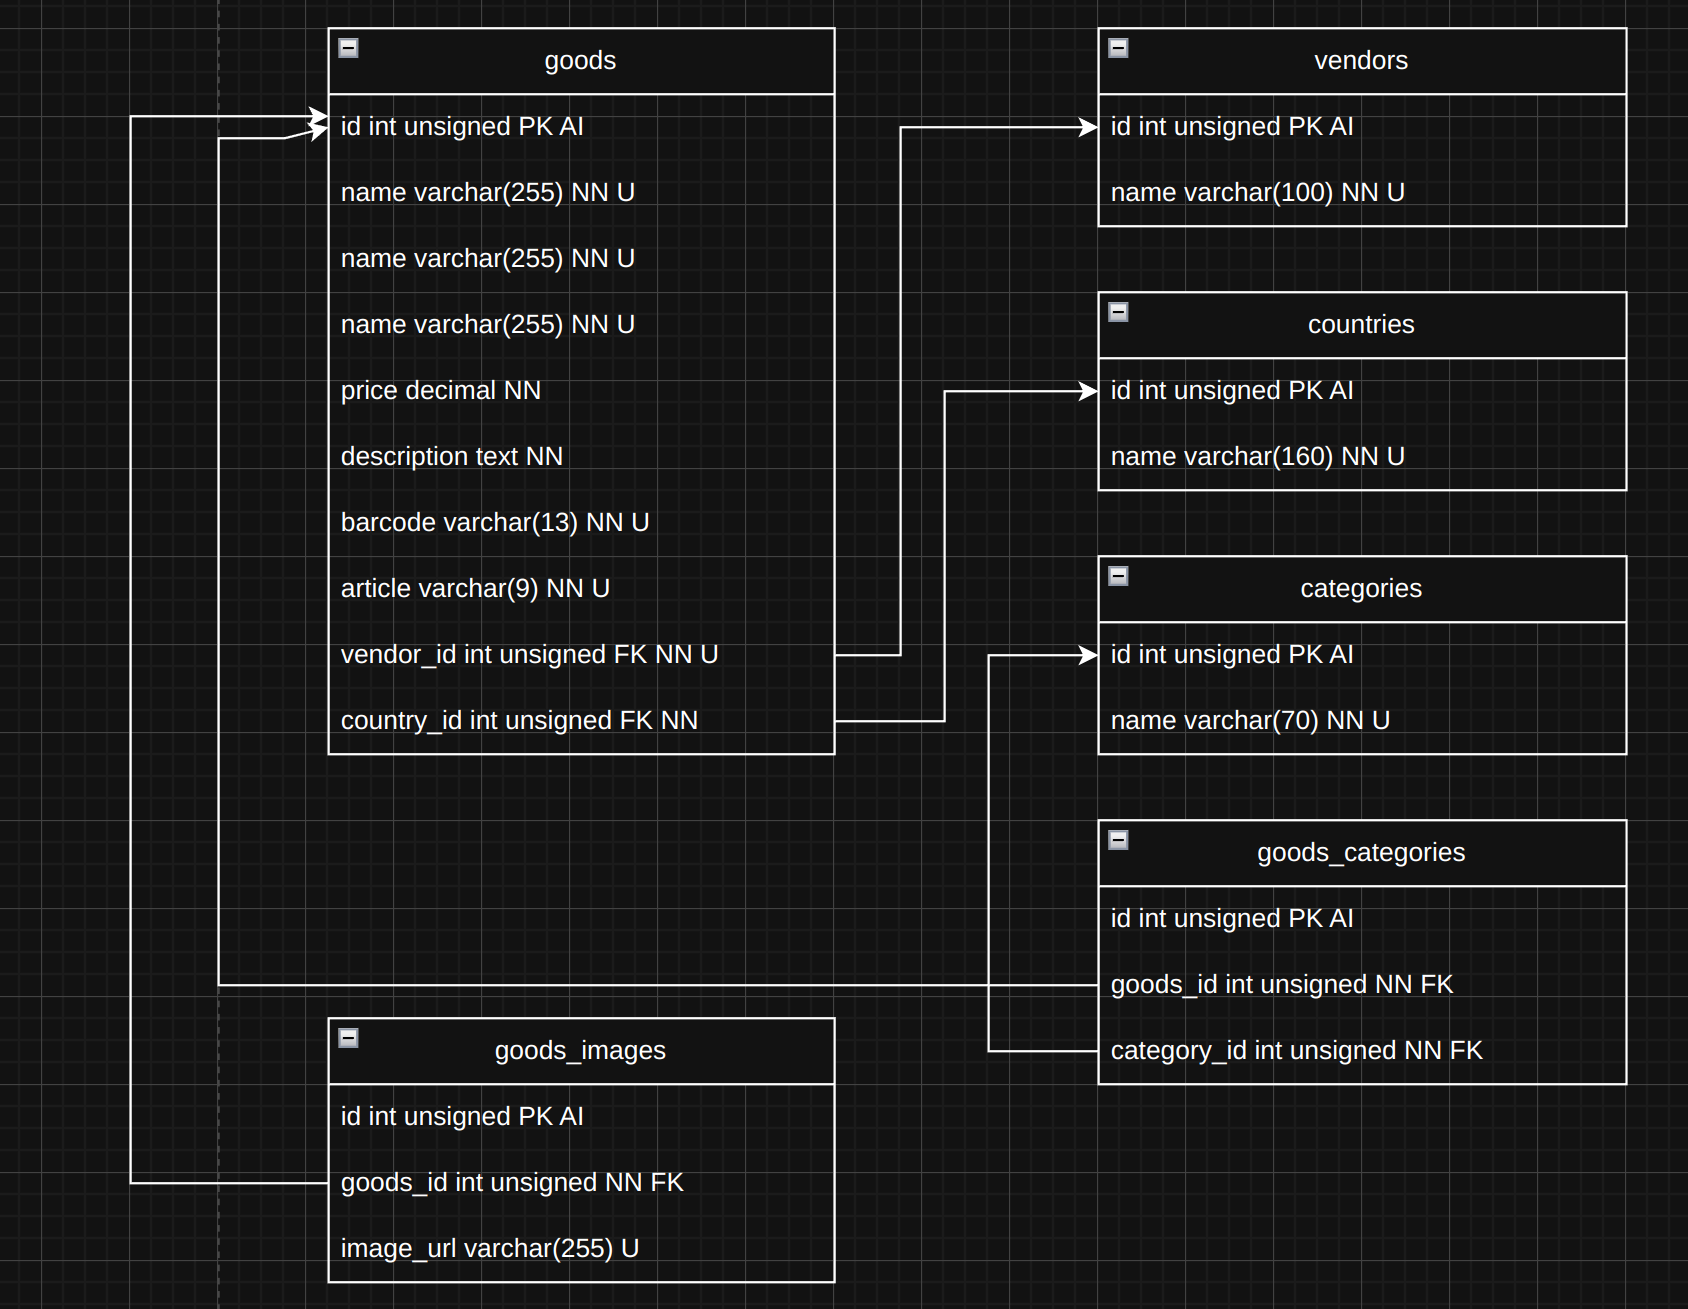 goods
id int unsigned PK AI
name varchar(255) NN U
name varchar(255) NN U
name varchar(255) NN U
price decimal NN
description text NN
barcode varchar(13) NN U
article varchar(9) NN U
vendor_id int unsigned FK NN U
country_id int unsigned FK NN
vendors
id int unsigned PK AI
name varchar(100) NN U
countries
id int unsigned PK AI
name varchar(160) NN U
categories
id int unsigned PK AI
name varchar(70) NN U
goods_categories
id int unsigned PK AI
goods_id int unsigned NN FK
category_id int unsigned NN FK
goods_images
id int unsigned PK AI
goods_id int unsigned NN FK
image_url varchar(255) U